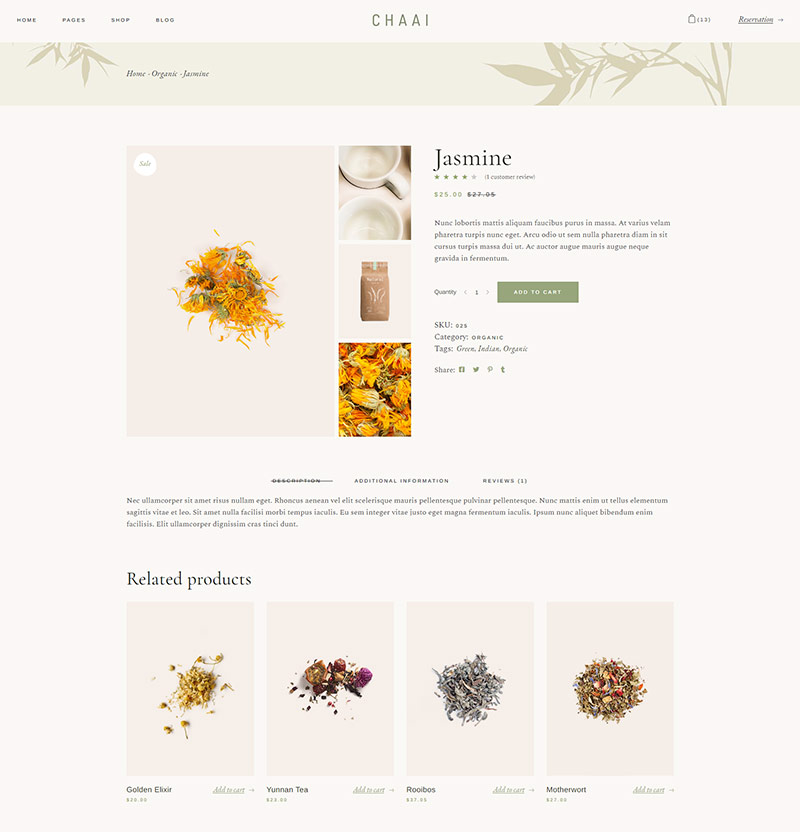 HOME PAGES SHOP BLOG CHAAI (13) Reservation →
Home - Organic - Jasmine
Sale
Jasmine
(1 customer review)
$25.00 $27.05
Nunc lobortis mattis aliquam faucibus purus in massa. At varius velam
pharetra turpis nunc eget. Arcu odio ut sem nulla pharetra diam in sit
cursus turpis massa dui ut. Ac auctor augue mauris augue neque
gravida in fermentum.
Quantity < 1 > ADD TO CART
SKU: 025
Category: ORGANIC
Tags: Green, Indian, Organic
Share:
DESCRIPTION ADDITIONAL INFORMATION REVIEWS (1)
Nec ullamcorper sit amet risus nullam eget. Rhoncus aenean vel elit scelerisque mauris pellentesque pulvinar pellentesque. Nunc mattis enim ut tellus elementum
sagittis vitae et leo. Sit amet nulla facilisi morbi tempus iaculis. Eu sem integer vitae justo eget magna fermentum iaculis. Ipsum nunc aliquet bibendum enim
facilisis. Elit ullamcorper dignissim cras tinci dunt.
Related products
Golden Elixir Add to cart → Yunnan Tea Add to cart → Rooibos Add to cart → Motherwort Add to cart →
$20.00 $23.00 $37.05 $27.00